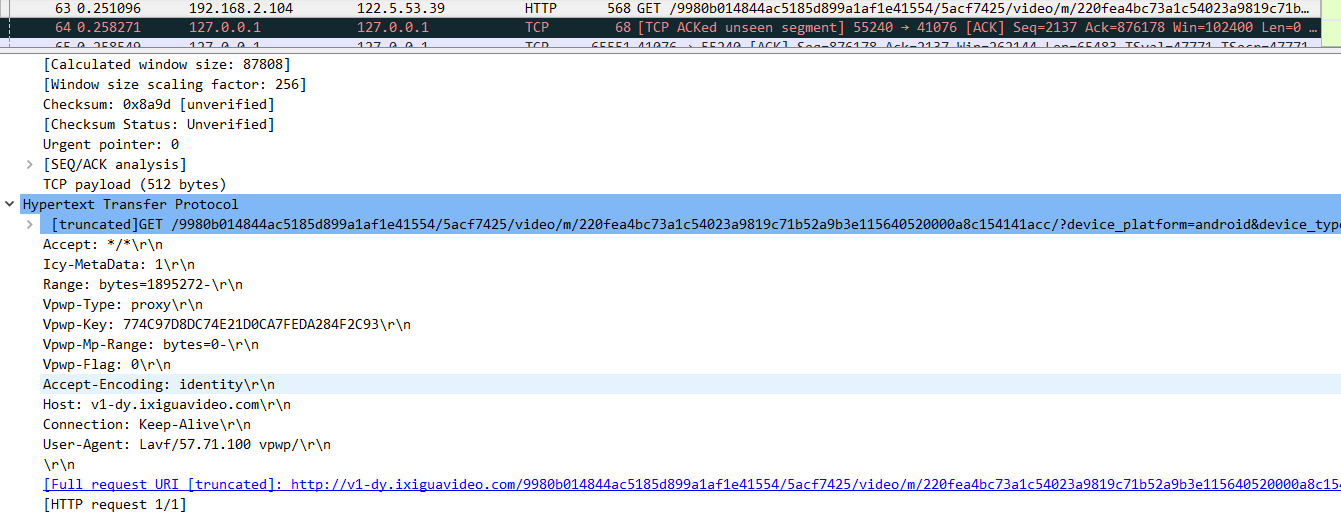 63 0.251096 192.168.2.104 122.5.53.39 HTTP 568 GET /9980b014844ac5185d899a1af1e41554/5acf7425/video/m/220fea4bc73a1c54023a9819c71b…
64 0.258271 127.0.0.1 127.0.0.1 TCP 68 [TCP ACKed unseen segment] 55240 → 41076 [ACK] Seq=2137 Ack=876178 Win=102400 Len=0 …
65 0.258549 127.0.0.1 127.0.0.1 TCP 65551 41076 → 55240 [ACK] Seq=876178 Ack=2137 Win=262144 Len=65483 TSval=47771 TSecr=47771
[Calculated window size: 87808]
[Window size scaling factor: 256]
Checksum: 0x8a9d [unverified]
[Checksum Status: Unverified]
Urgent pointer: 0
[SEQ/ACK analysis]
TCP payload (512 bytes)
Hypertext Transfer Protocol
[truncated]GET /9980b014844ac5185d899a1af1e41554/5acf7425/video/m/220fea4bc73a1c54023a9819c71b52a9b3e115640520000a8c154141acc/?device_platform=android&device_type
Accept: */*\r\n
Icy-MetaData: 1\r\n
Range: bytes=1895272-\r\n
Vpwp-Type: proxy\r\n
Vpwp-Key: 774C97D8DC74E21D0CA7FEDA284F2C93\r\n
Vpwp-Mp-Range: bytes=0-\r\n
Vpwp-Flag: 0\r\n
Accept-Encoding: identity\r\n
Host: v1-dy.ixiguavideo.com\r\n
Connection: Keep-Alive\r\n
User-Agent: Lavf/57.71.100 vpwp/\r\n
\r\n
[Full request URI [truncated]: http://v1-dy.ixiguavideo.com/9980b014844ac5185d899a1af1e41554/5acf7425/video/m/220fea4bc73a1c54023a9819c71b52a9b3e115640520000a8c154
[HTTP request 1/1]